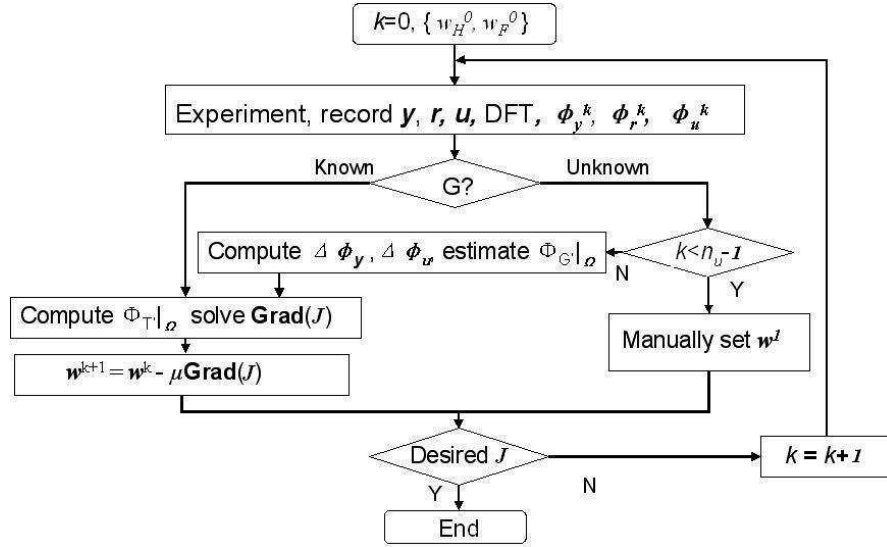 k=0, { w_H^0, w_F^0}
Experiment, record y, r, u, DFT, ϕ_y^k, ϕ_r^k, ϕ_u^k
Known
Unknown
G?
Compute Δ ϕ_y , Δ ϕ_u, estimate Φ_G'|_Ω
N
k<n_u-1
Y
Compute Φ_T'|_Ω solve Grad(J)
Manually set w^1
w^{k+1} = w^k - μGrad(J)
Desired J
k = k+1
Y
N
End